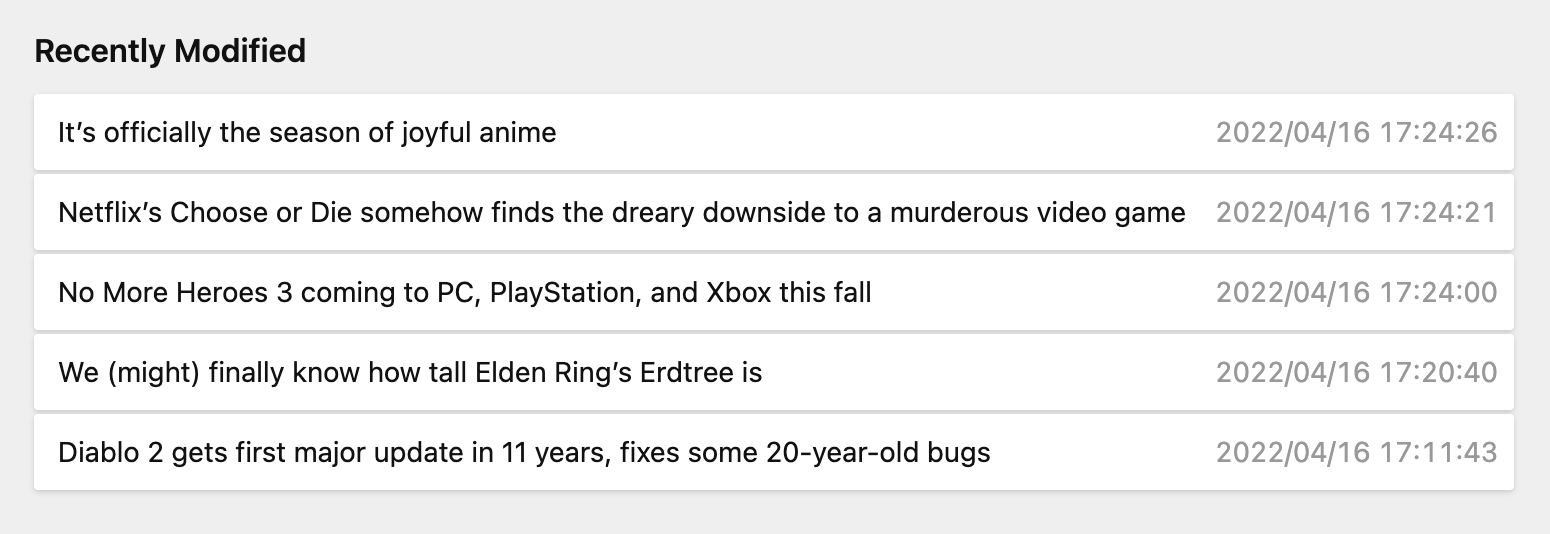 Recently Modified
It’s officially the season of joyful anime 2022/04/16 17:24:26
Netflix’s Choose or Die somehow finds the dreary downside to a murderous video game 2022/04/16 17:24:21
No More Heroes 3 coming to PC, PlayStation, and Xbox this fall 2022/04/16 17:24:00
We (might) finally know how tall Elden Ring’s Erdtree is 2022/04/16 17:20:40
Diablo 2 gets first major update in 11 years, fixes some 20-year-old bugs 2022/04/16 17:11:43